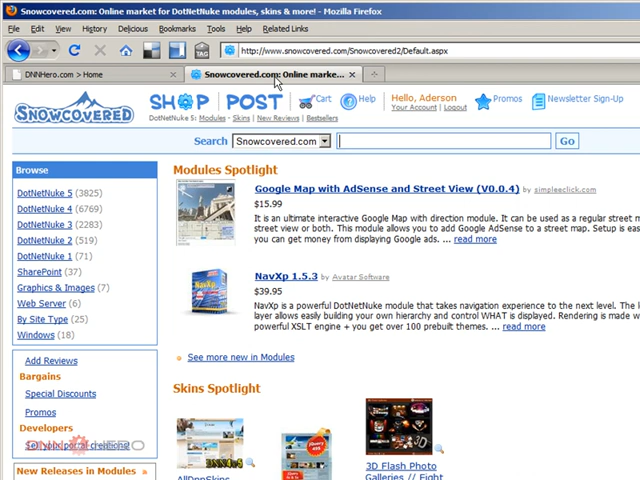 Snowcovered.com: Online market for DotNetNuke modules, skins & more! - Mozilla Firefox
File Edit View History Delicious Bookmarks Tools Help Related Links
TAG http://www.snowcovered.com/Snowcovered2/Default.aspx
DNNHero.com > Home × Snowcovered.com: Online marke... ×
SNOWCOVERED SHOP POST Cart Help Hello, Aderson Promos Newsletter Sign-Up
Your Account | Logout
DotNetNuke 5: Modules - Skins | New Reviews | Bestsellers
Search Snowcovered.com Go
Browse
DotNetNuke 5 (3825)
DotNetNuke 4 (6769)
DotNetNuke 3 (2283)
DotNetNuke 2 (519)
DotNetNuke 1 (71)
SharePoint (37)
Graphics & Images (7)
Web Server (6)
By Site Type (25)
Windows (18)
Add Reviews
Bargains
Special Discounts
Promos
Developers
Sell your portal creations!
DNN HERO
New Releases in Modules »
Modules Spotlight
Google Map with AdSense and Street View (V0.0.4) by simpleeclick.com
$15.99
It is an ultimate interactive Google Map with direction module. It can be used as a regular street m
street view or both. This module allows you to add Google AdSense to a street map. Setup is eas
you can get money from displaying Google ads. ... read more
NavXp 1.5.3 by Avatar Software
$39.95
NavXp is a powerful DotNetNuke module that takes navigation experience to the next level. The
layer allows easily building your own hierarchy and control WHAT is displayed. Rendering is made w
powerful XSLT engine + you get over 100 prebuilt themes. ... read more
See more new in Modules
Skins Spotlight
AllDnnSkins
3D Flash Photo
Galleries // Eight